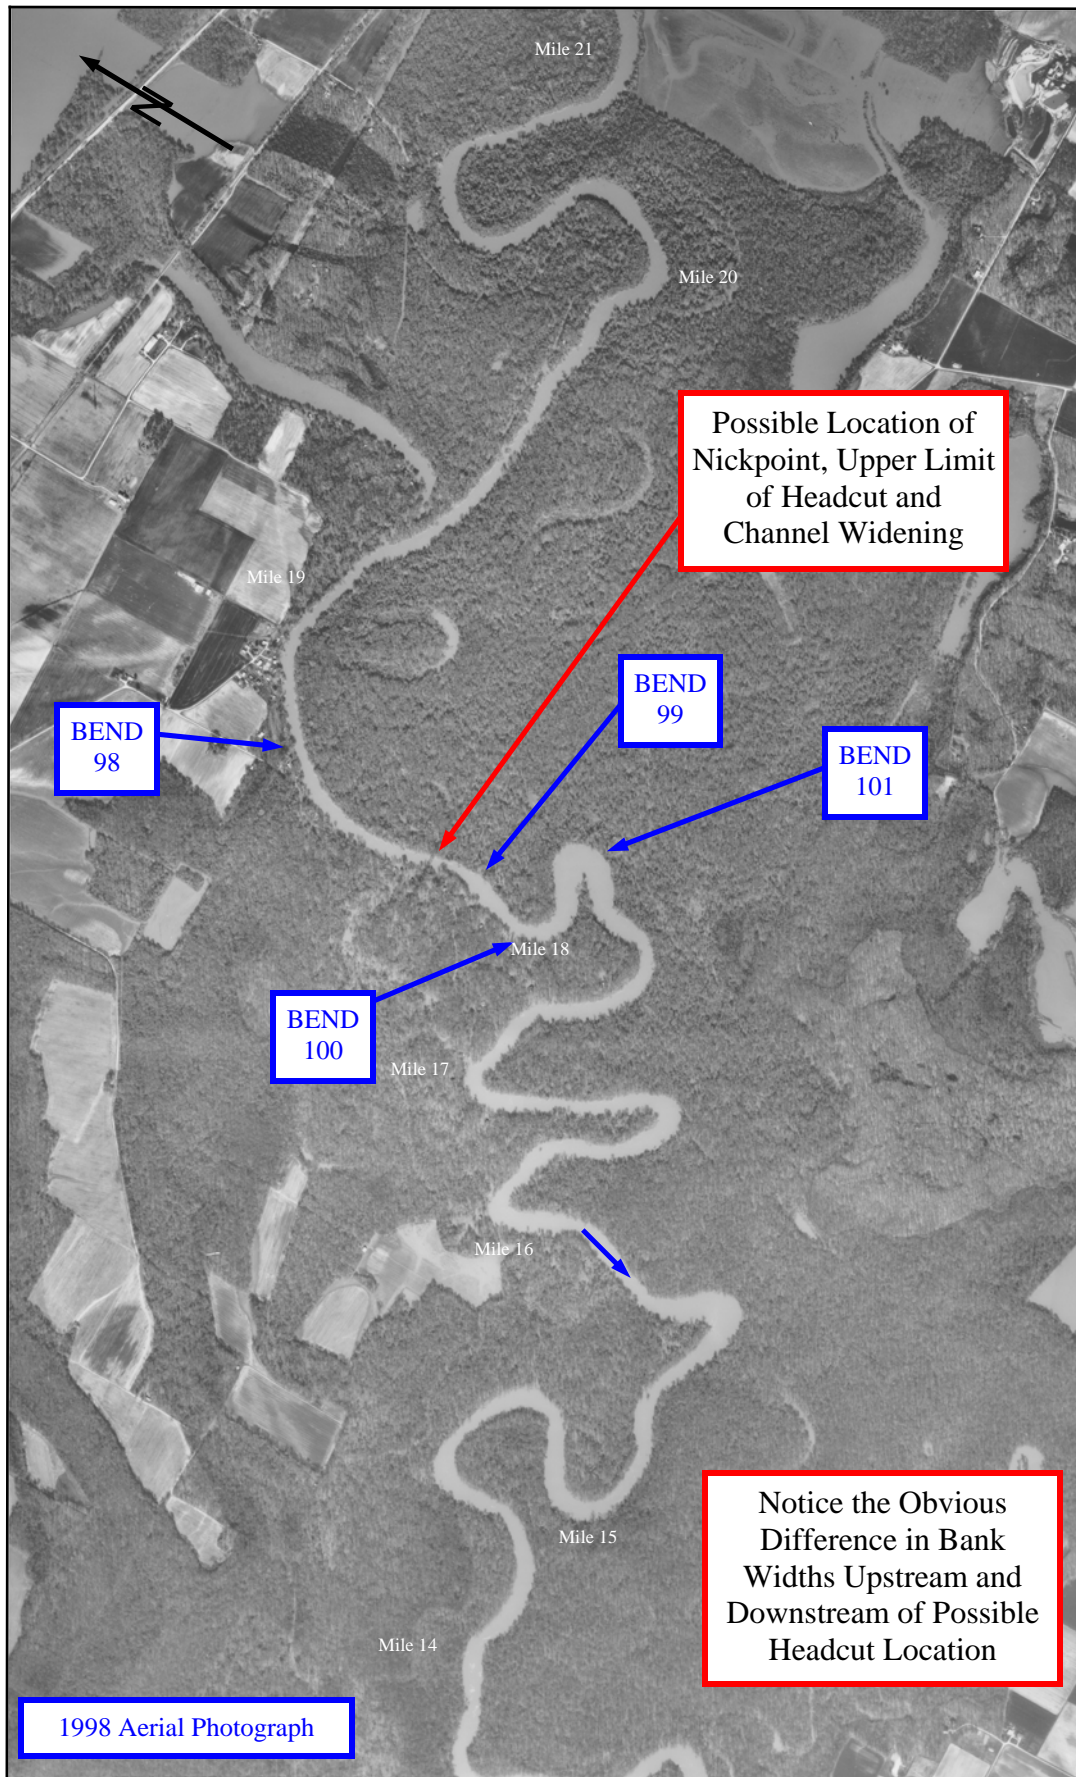 Mile 21
N
Mile 20
Possible Location of
Nickpoint, Upper Limit
of Headcut and
Channel Widening
Mile 19
BEND
99
BEND
98
BEND
101
Mile 18
BEND
100
Mile 17
Mile 16
Notice the Obvious
Difference in Bank
Widths Upstream and
Downstream of Possible
Headcut Location
Mile 15
Mile 14
1998 Aerial Photograph